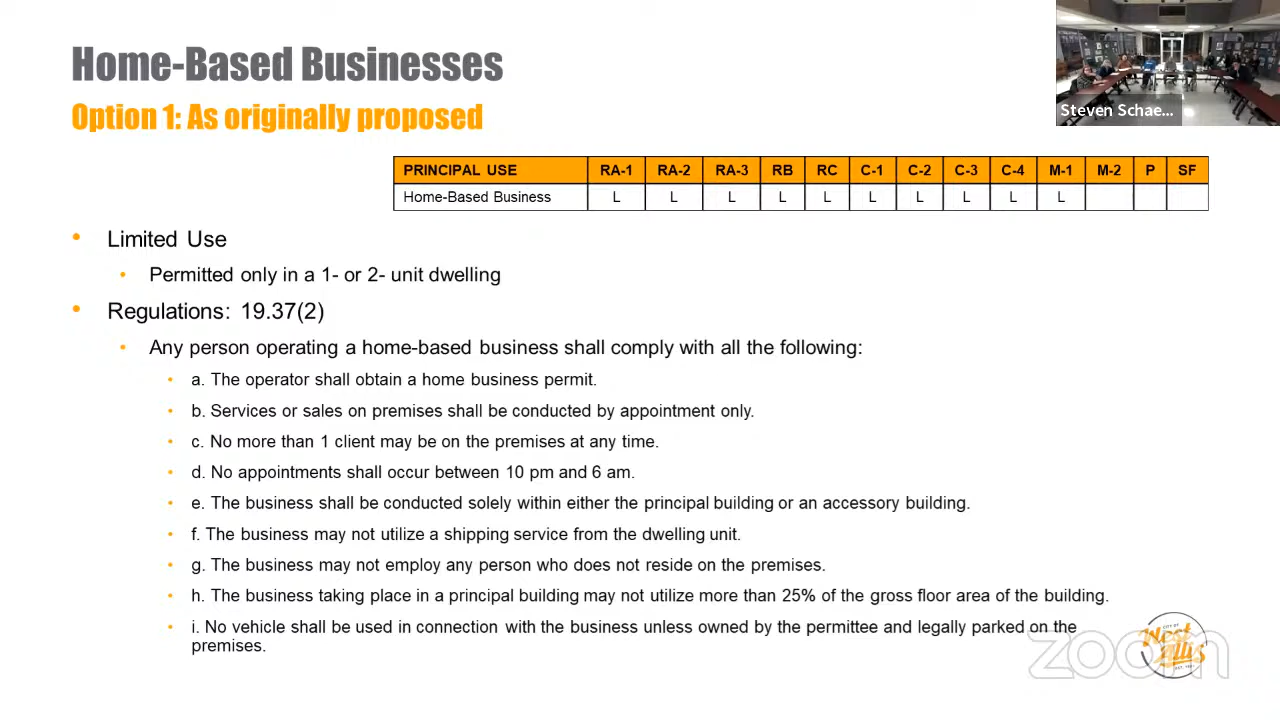 Home-Based Businesses
Option 1: As originally proposed
Steven Schae...
PRINCIPAL USE RA-1 RA-2 RA-3 RB RC C-1 C-2 C-3 C-4 M-1 M-2 P SF
Home-Based Business L L L L L L L L L L
• Limited Use
• Permitted only in a 1- or 2- unit dwelling
• Regulations: 19.37(2)
• Any person operating a home-based business shall comply with all the following:
• a. The operator shall obtain a home business permit.
• b. Services or sales on premises shall be conducted by appointment only.
• c. No more than 1 client may be on the premises at any time.
• d. No appointments shall occur between 10 pm and 6 am.
• e. The business shall be conducted solely within either the principal building or an accessory building.
• f. The business may not utilize a shipping service from the dwelling unit.
• g. The business may not employ any person who does not reside on the premises.
• h. The business taking place in a principal building may not utilize more than 25% of the gross floor area of the building.
• i. No vehicle shall be used in connection with the business unless owned by the permittee and legally parked on the
premises.
CITY OF
West
Allis
zoom